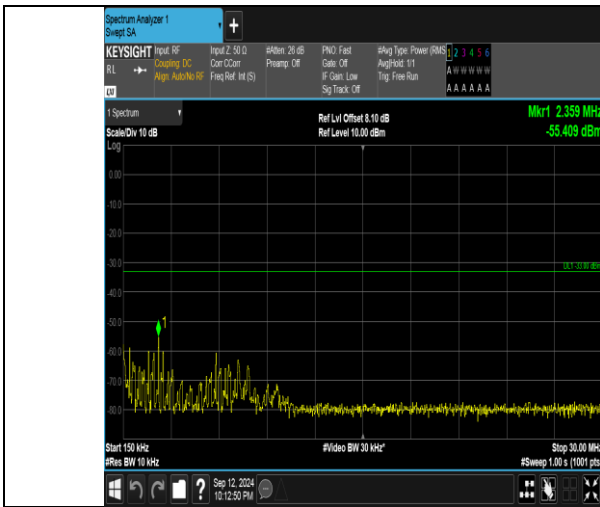 Spectrum Analyzer 1
Swept SA
+
KEYSIGHT Input: RF Input Z: 50 Ω #Atten: 26 dB PNO: Fast #Avg Type: Power (RMS 1 2 3 4 5 6
RL Coupling: DC Corr CCorr Preamp: Off Gate: Off Avg|Hold: 1/1 A W W W W W
Align: Auto/No RF Freq Ref: Int (S) IF Gain: Low Trig: Free Run
LXI Sig Track: Off A A A A A A
1 Spectrum Ref Lvl Offset 8.10 dB Mkr1 2.359 MHz
Scale/Div 10 dB Ref Level 10.00 dBm -55.409 dBm
Log
0.00
-10.0
-20.0
-30.0
DL1 -33.00 dBm
-40.0
-50.0
1
-60.0
-70.0
-80.0
Start 150 kHz #Video BW 30 kHz* Stop 30.00 MHz
#Res BW 10 kHz #Sweep 1.00 s (1001 pts
? Sep 12, 2024
10:12:50 PM